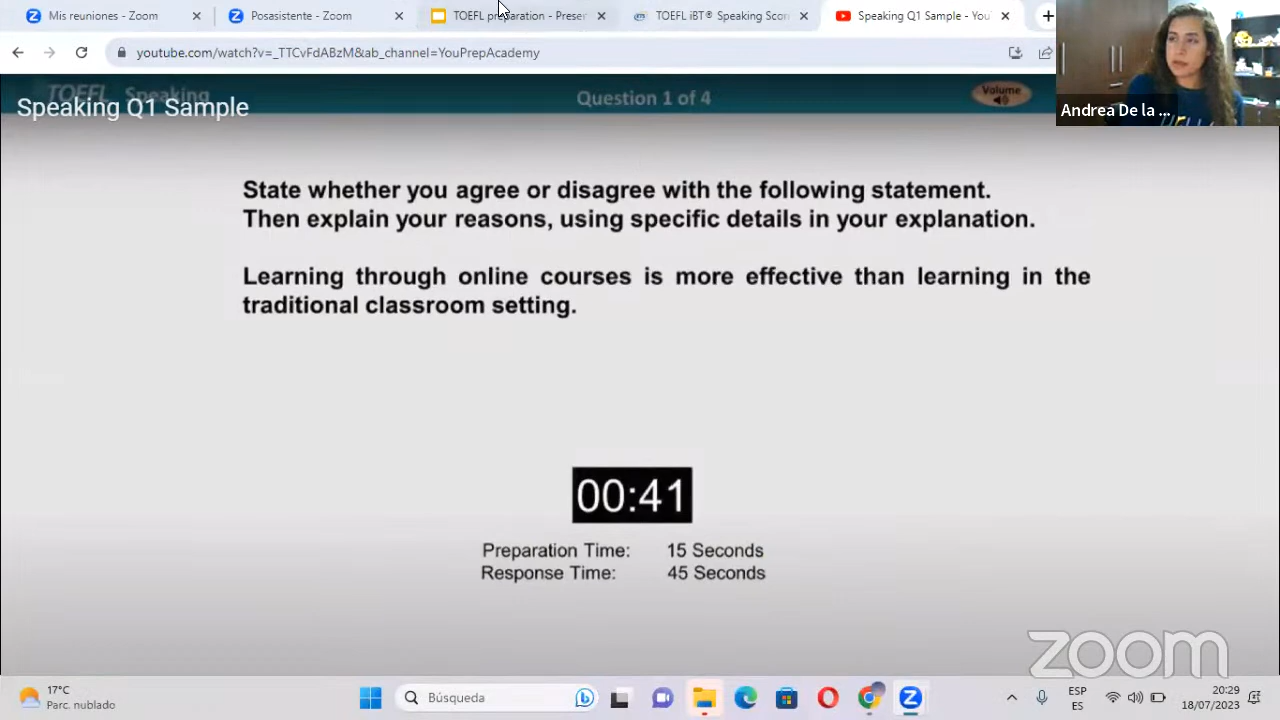 Mis reuniones - Zoom
Posasistente - Zoom
TOEFL preparation - Prese
TOEFL iBT® Speaking Scor
Speaking Q1 Sample - You
youtube.com/watch?v=_TTCvFdABzM&ab_channel=YouPrepAcademy
Andrea De la ...
TOEFL Speaking
Speaking Q1 Sample
Question 1 of 4
Volume
State whether you agree or disagree with the following statement.
Then explain your reasons, using specific details in your explanation.
Learning through online courses is more effective than learning in the
traditional classroom setting.
00:41
Preparation Time: 15 Seconds
Response Time: 45 Seconds
zoom
17°C
Parc. nublado
Búsqueda
ESP
ES
20:29
18/07/2023